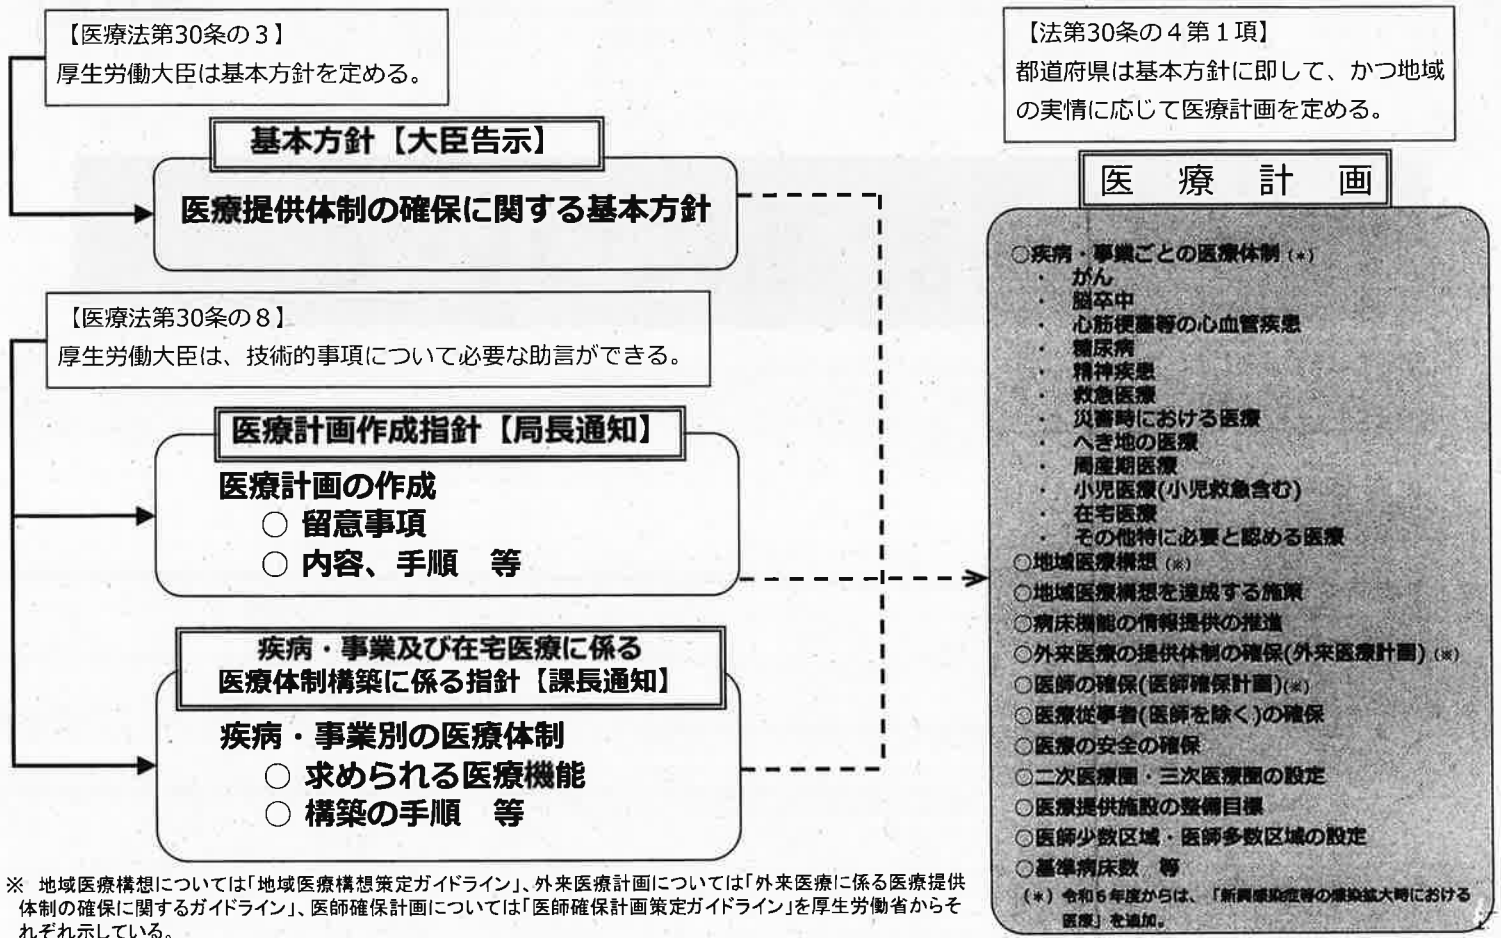 【医療法第30条の３】
厚生労働大臣は基本方針を定める。
基本方針【大臣告示】
医療提供体制の確保に関する基本方針
【医療法第30条の８】
厚生労働大臣は、技術的事項について必要な助言ができる。
医療計画作成指針【局長通知】
医療計画の作成
○ 留意事項
○ 内容、手順　等
疾病・事業及び在宅医療に係る
医療体制構築に係る指針【課長通知】
疾病・事業別の医療体制
○ 求められる医療機能
○ 構築の手順　等
※　地域医療構想については「地域医療構想策定ガイドライン」、外来医療計画については「外来医療に係る医療提供
体制の確保に関するガイドライン」、医師確保計画については「医師確保計画策定ガイドライン」を厚生労働省からそ
れぞれ示している。
【法第30条の４第１項】
都道府県は基本方針に即して、かつ地域
の実情に応じて医療計画を定める。
医　療　計　画
○疾病・事業ごとの医療体制（*）
・　がん
・　脳卒中
・　心筋梗塞等の心血管疾患
・　糖尿病
・　精神疾患
・　救急医療
・　災害時における医療
・　へき地の医療
・　周産期医療
・　小児医療(小児救急含む)
・　在宅医療
・　その他特に必要と認める医療
○地域医療構想（※）
○地域医療構想を達成する施策
○病床機能の情報提供の推進
○外来医療の提供体制の確保(外来医療計画)（※）
○医師の確保(医師確保計画)（※）
○医療従事者(医師を除く)の確保
○医療の安全の確保
○二次医療圏・三次医療圏の設定
○医療提供施設の整備目標
○医師少数区域・医師多数区域の設定
○基準病床数　等
（*）令和６年度からは、「新興感染症等の感染拡大時における
医療」を追加。